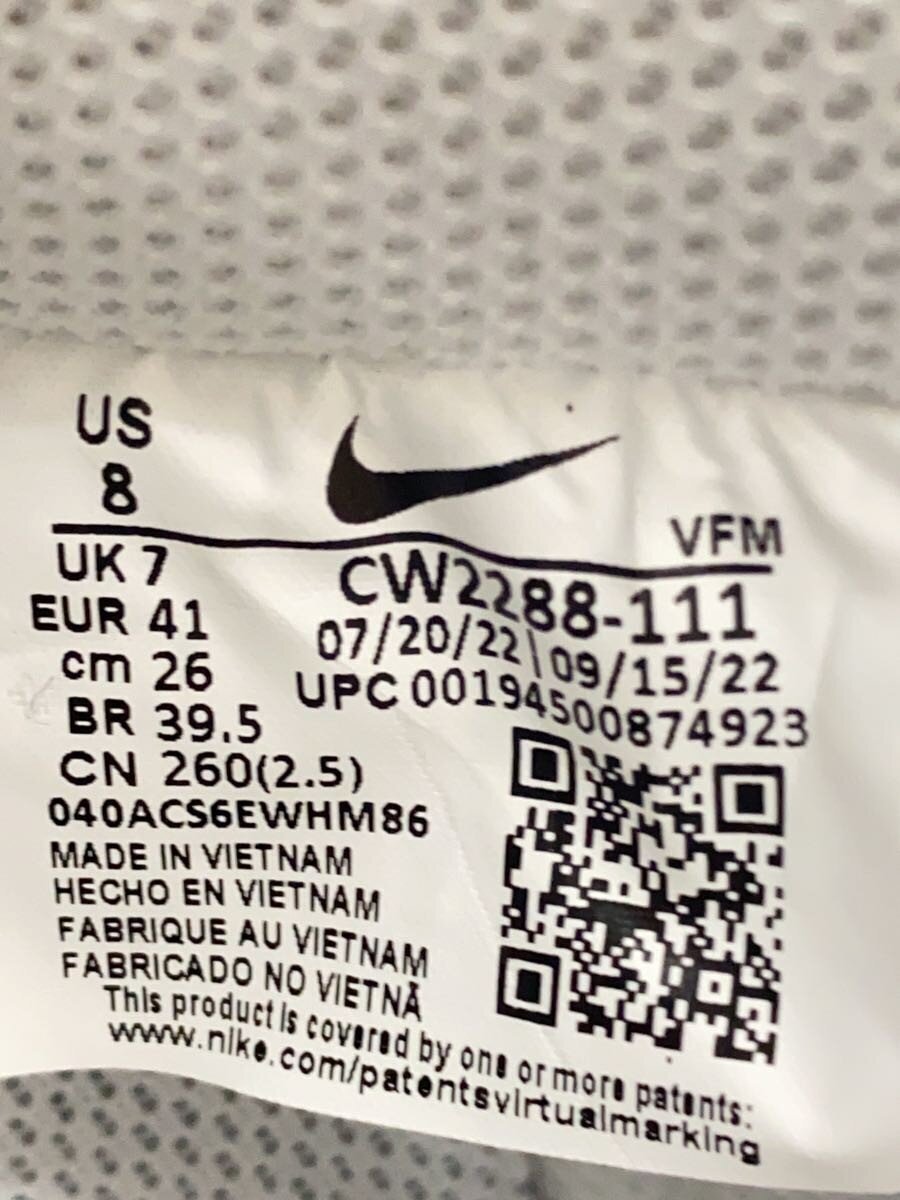 US
8
VFM
UK 7
CW2288-111
EUR 41
07/20/22\09/15/22
cm 26
UPC 00194500874923
BR 39.5
CN 260(2.5)
040ACS6EWHM86
MADE IN VIETNAM
HECHO EN VIETNAM
FABRIQUE AU VIETNAM
FABRICADO NO VIETNÃ
This product is covered by one or more patents:
www.nike.com/patentsvirtualmarking